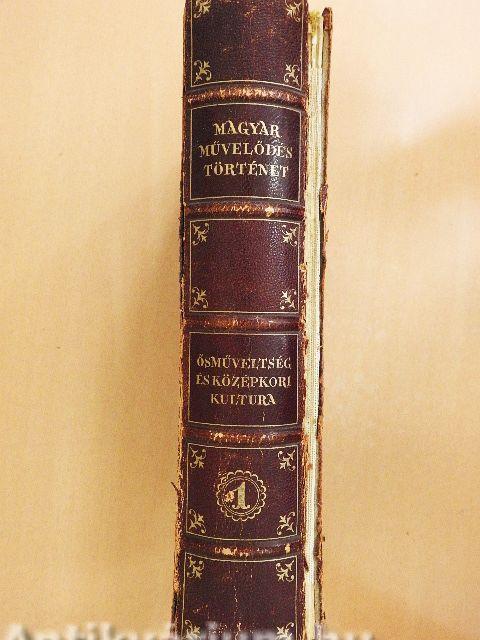 MAGYAR
MŰVELŐDÉS
TÖRTÉNET
ŐSMŰVELTSÉG
ÉS KÖZÉPKORI
KULTURA
1